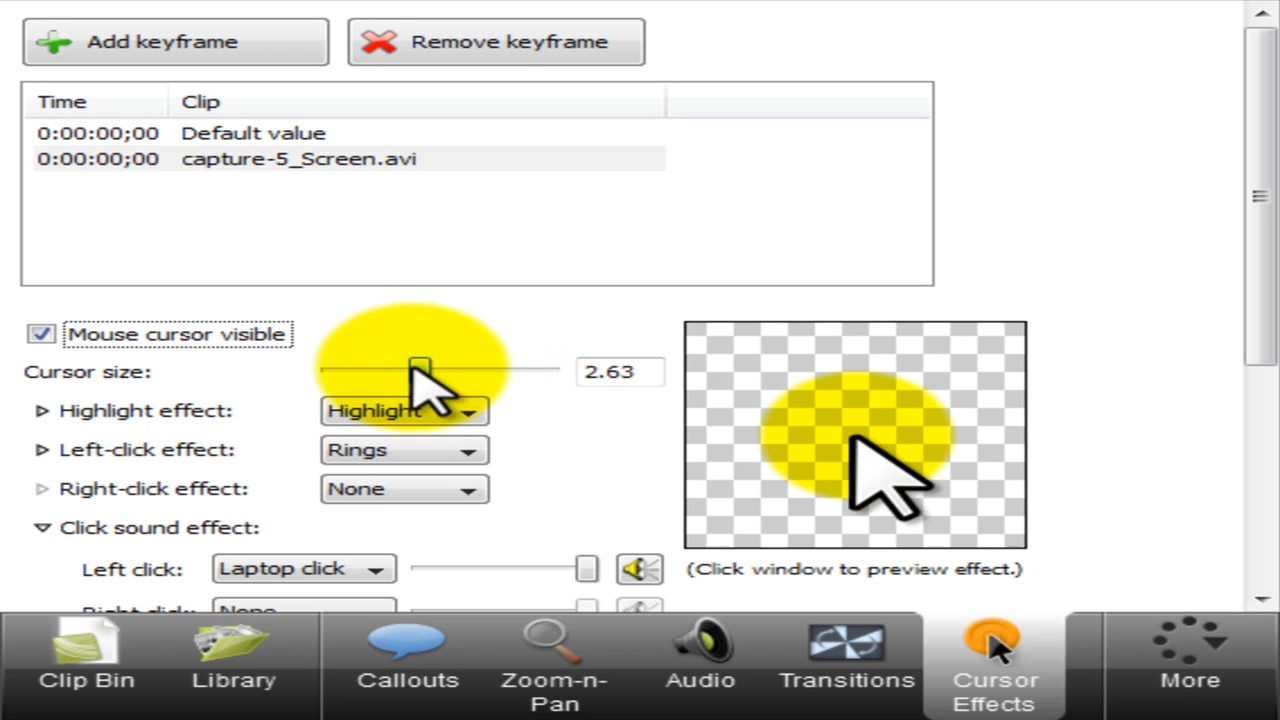 Add keyframe Remove keyframe
Time Clip
0:00:00;00 Default value
0:00:00;00 capture-5_Screen.avi
Mouse cursor visible
Cursor size: 2.63
Highlight effect: Highlight
Left-click effect: Rings
Right-click effect: None
Click sound effect:
Left click: Laptop click
(Click window to preview effect.)
Right click: None
Clip Bin Library Callouts Zoom-n-Pan Audio Transitions Cursor Effects More